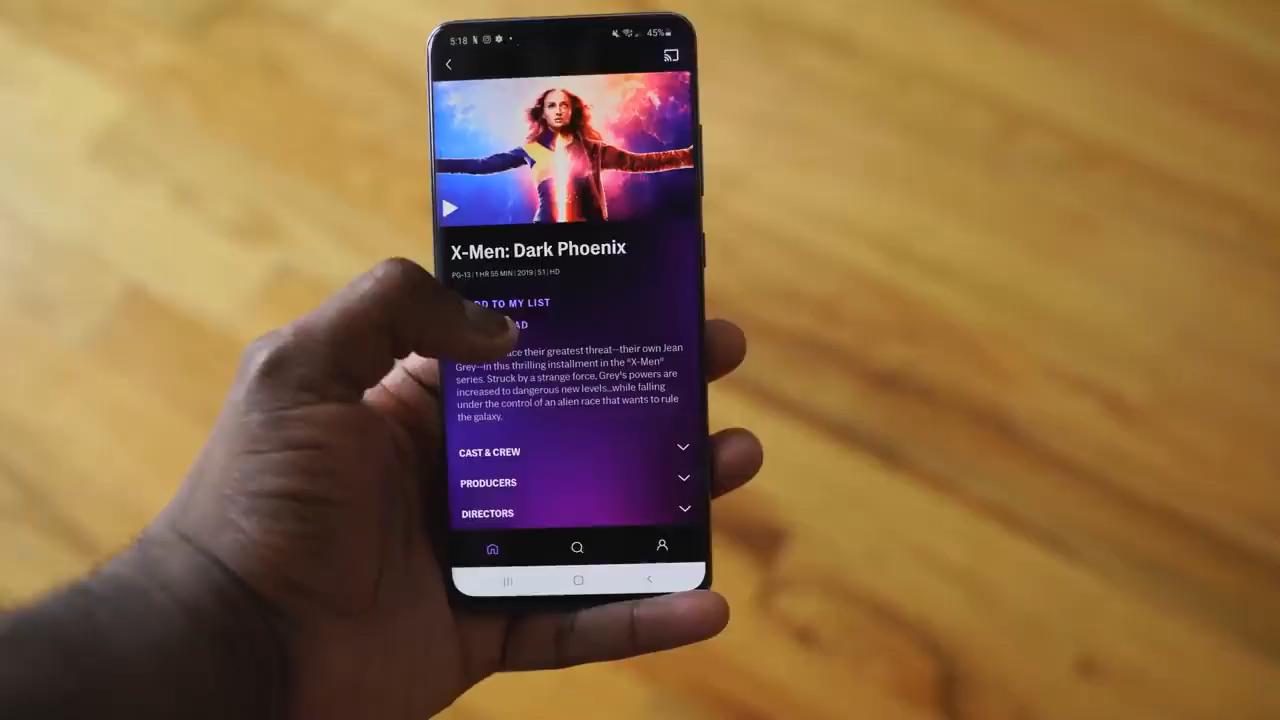 5:18
45%
X-Men: Dark Phoenix
PG-13 | 1 HR 55 MIN | 2019 | 5.1 | HD
DD TO MY LIST
AD
ace their greatest threat—their own Jean
Grey—in this thrilling installment in the "X-Men"
series. Struck by a strange force, Grey's powers are
increased to dangerous new levels...while falling
under the control of an alien race that wants to rule
the galaxy.
CAST & CREW
PRODUCERS
DIRECTORS